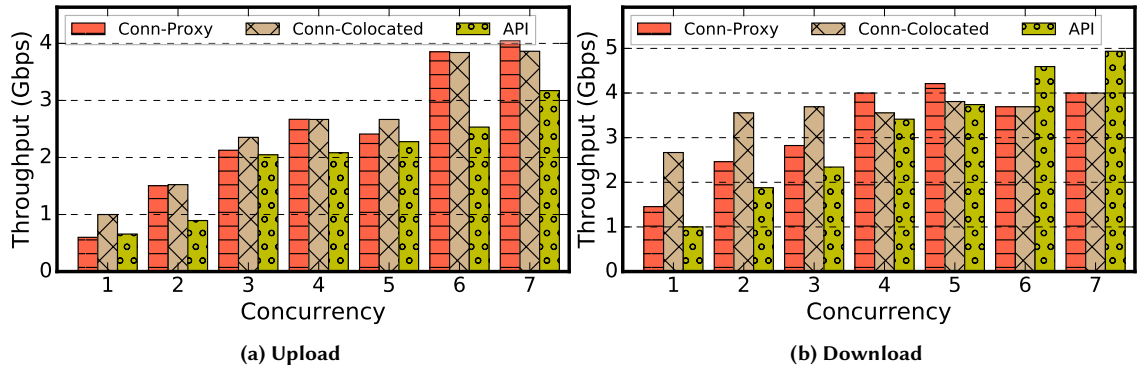 Conn-Proxy Conn-Colocated API
Throughput (Gbps)
4
3
2
1
0
1 2 3 4 5 6 7
Concurrency
(a) Upload
Conn-Proxy Conn-Colocated API
Throughput (Gbps)
5
4
3
2
1
0
1 2 3 4 5 6 7
Concurrency
(b) Download